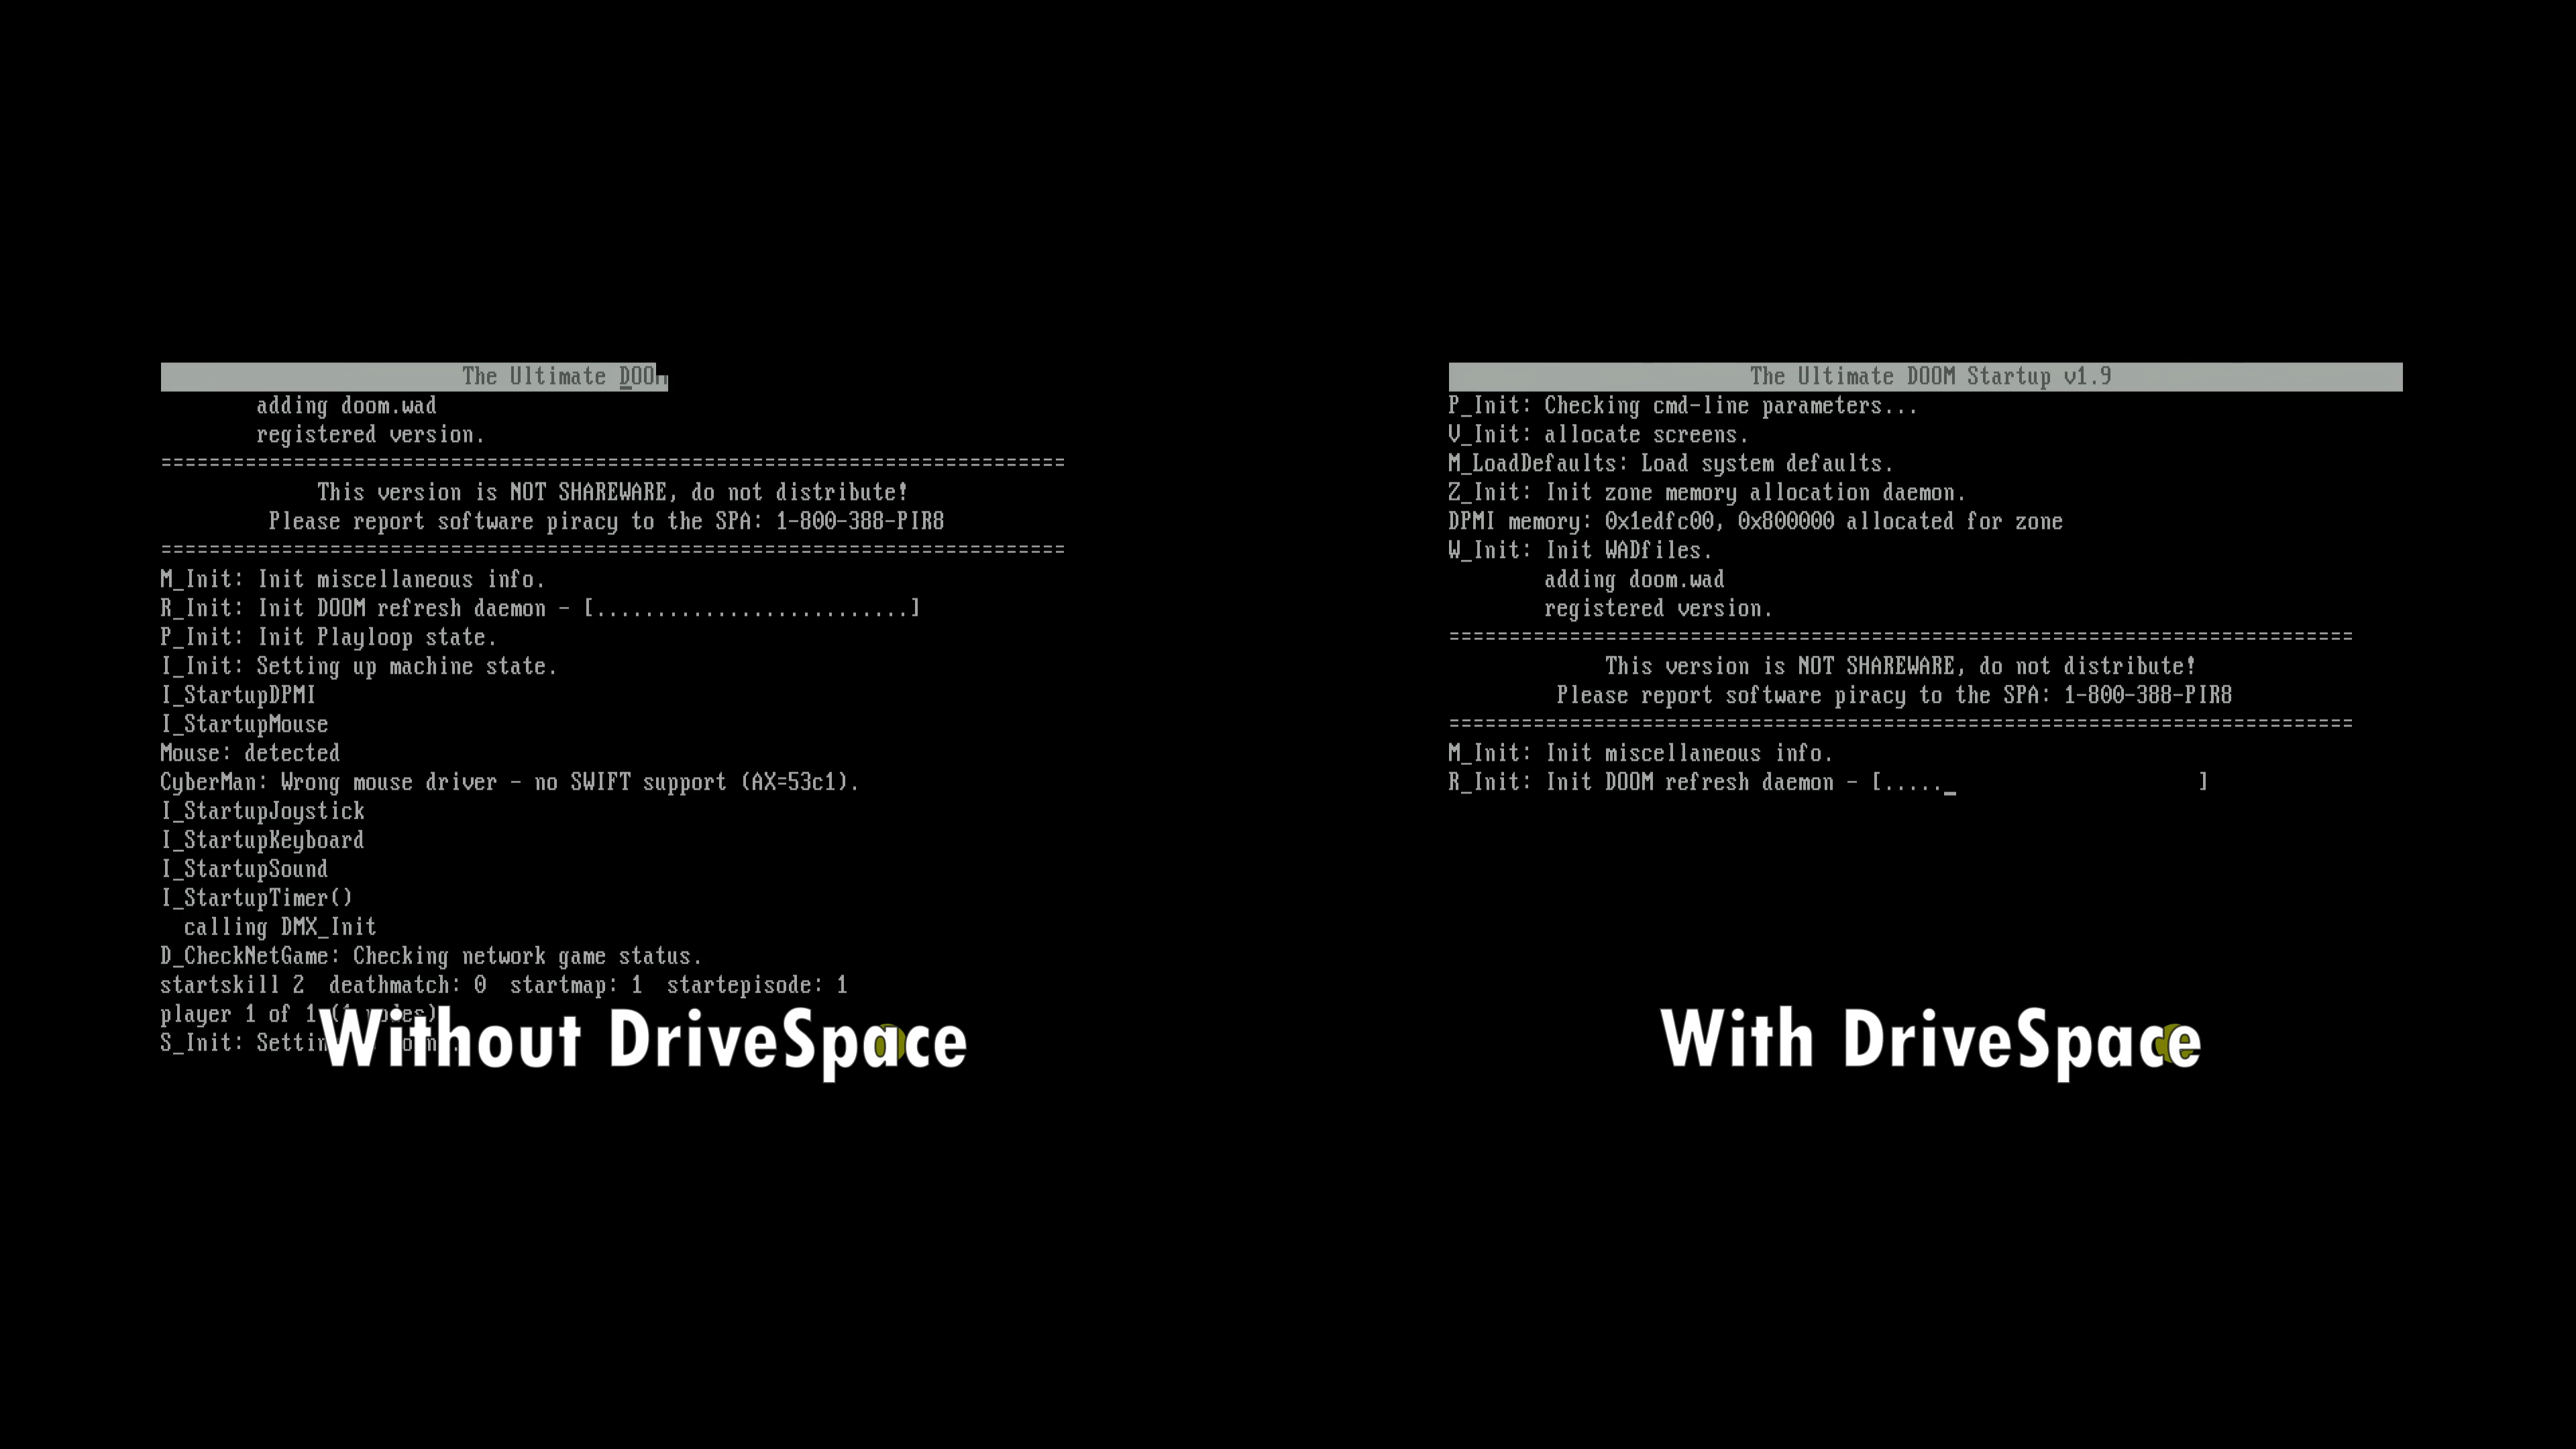 The Ultimate DOOM
adding doom.wad
registered version.
===========================================================================
This version is NOT SHAREWARE, do not distribute!
Please report software piracy to the SPA: 1-800-388-PIR8
===========================================================================
M_Init: Init miscellaneous info.
R_Init: Init DOOM refresh daemon - [..........................]
P_Init: Init Playloop state.
I_Init: Setting up machine state.
I_StartupDPMI
I_StartupMouse
Mouse: detected
CyberMan: Wrong mouse driver - no SWIFT support (AX=53c1).
I_StartupJoystick
I_StartupKeyboard
I_StartupSound
I_StartupTimer()
calling DMX_Init
D_CheckNetGame: Checking network game status.
startskill 2 deathmatch: 0 startmap: 1 startepisode: 1
player 1 of 1
S_Init:
Without DriveSpace
The Ultimate DOOM Startup v1.9
P_Init: Checking cmd-line parameters...
V_Init: allocate screens.
M_LoadDefaults: Load system defaults.
Z_Init: Init zone memory allocation daemon.
DPMI memory: 0x1edfc00, 0x800000 allocated for zone
W_Init: Init WADfiles.
adding doom.wad
registered version.
===========================================================================
This version is NOT SHAREWARE, do not distribute!
Please report software piracy to the SPA: 1-800-388-PIR8
===========================================================================
M_Init: Init miscellaneous info.
R_Init: Init DOOM refresh daemon - [....._ ]
With DriveSpace